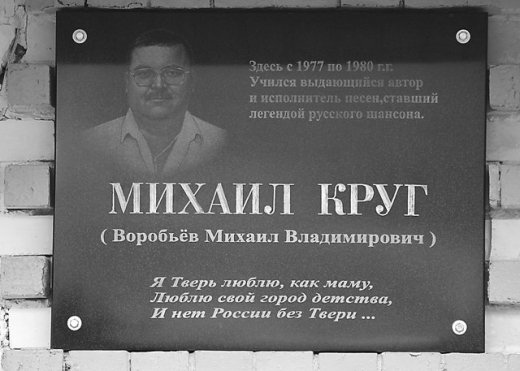 Здесь с 1977 по 1980 г.г.
Учился выдающийся автор
и исполнитель песен,ставший
легендой русского шансона.
МИХАИЛ КРУГ
( Воробьёв Михаил Владимирович )
Я Тверь люблю, как маму,
Люблю свой город детства,
И нет России без Твери ...